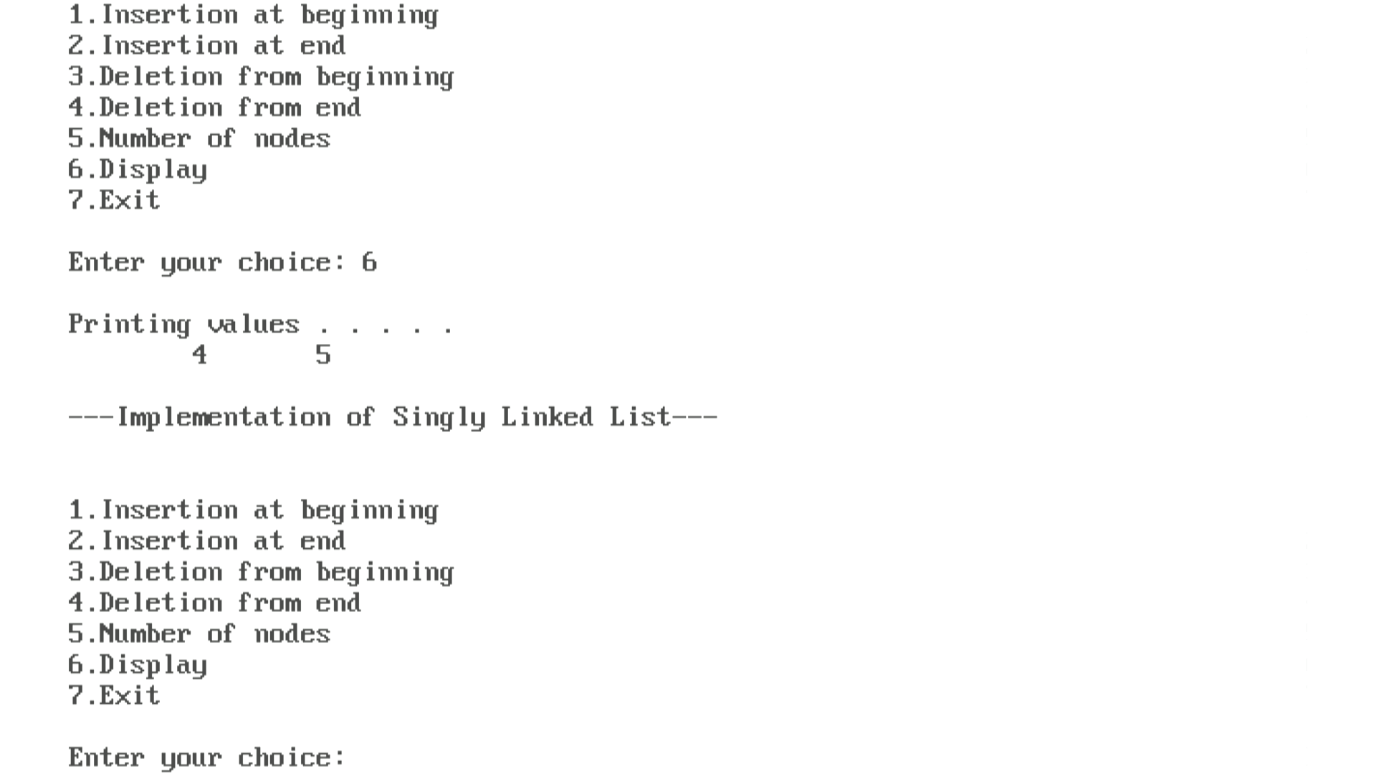 1.Insertion at beginning
2.Insertion at end
3.Deletion from beginning
4.Deletion from end
5.Number of nodes
6.Display
7.Exit
Enter your choice: 6
Printing values . . . . .
4 5
---Implementation of Singly Linked List---
1.Insertion at beginning
2.Insertion at end
3.Deletion from beginning
4.Deletion from end
5.Number of nodes
6.Display
7.Exit
Enter your choice: